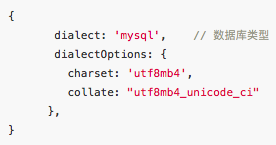 {
dialect: 'mysql', // 数据库类型
dialectOptions: {
charset: 'utf8mb4',
collate: "utf8mb4_unicode_ci"
},
}